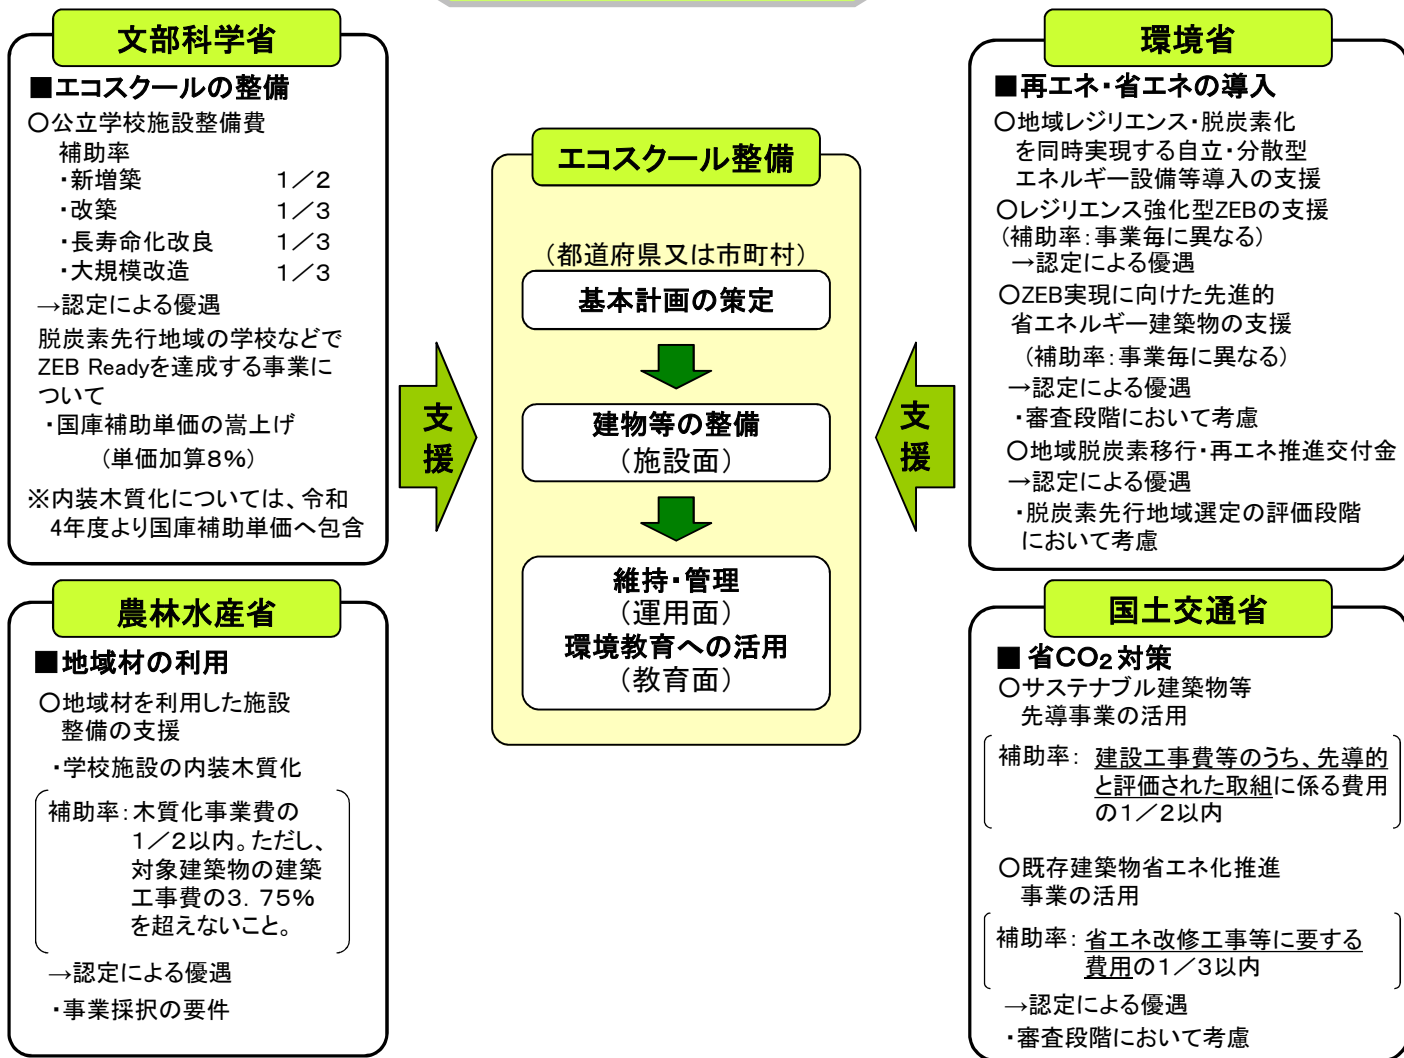 文部科学省
■エコスクールの整備
○公立学校施設整備費
補助率
・新増築 1／2
・改築 1／3
・長寿命化改良 1／3
・大規模改造 1／3
→認定による優遇
脱炭素先行地域の学校などで
ZEB Readyを達成する事業に
ついて
・国庫補助単価の嵩上げ
（単価加算8%）
※内装木質化については、令和
4年度より国庫補助単価へ包含
農林水産省
■地域材の利用
○地域材を利用した施設
整備の支援
・学校施設の内装木質化
補助率：木質化事業費の
1／2以内。ただし、
対象建築物の建築
工事費の3．75%
を超えないこと。
→認定による優遇
・事業採択の要件
支援
エコスクール整備
（都道府県又は市町村）
基本計画の策定
建物等の整備
（施設面）
維持・管理
（運用面）
環境教育への活用
（教育面）
支援
環境省
■再エネ・省エネの導入
○地域レジリエンス・脱炭素化
を同時実現する自立・分散型
エネルギー設備等導入の支援
○レジリエンス強化型ZEBの支援
（補助率：事業毎に異なる）
→認定による優遇
○ZEB実現に向けた先進的
省エネルギー建築物の支援
（補助率：事業毎に異なる）
→認定による優遇
・審査段階において考慮
○地域脱炭素移行・再エネ推進交付金
→認定による優遇
・脱炭素先行地域選定の評価段階
において考慮
国土交通省
■省CO2対策
○サステナブル建築物等
先導事業の活用
補助率：建設工事費等のうち、先導的
と評価された取組に係る費用
の1／2以内
○既存建築物省エネ化推進
事業の活用
補助率：省エネ改修工事等に要する
費用の1／3以内
→認定による優遇
・審査段階において考慮